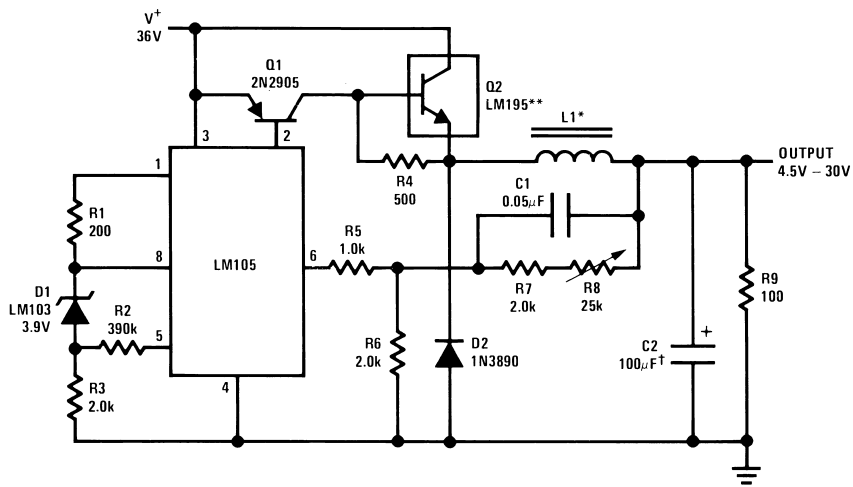 V+
36V
Q1
2N2905
Q2
LM195**
L1*
OUTPUT
4.5V – 30V
3
2
1
R4
500
C1
0.05μF
R1
200
R5
1.0k
8
LM105
6
R7
2.0k
R8
25k
R9
100
D1
LM103
3.9V
R2
390k
5
R6
2.0k
D2
1N3890
+
C2
100μF†
R3
2.0k
4